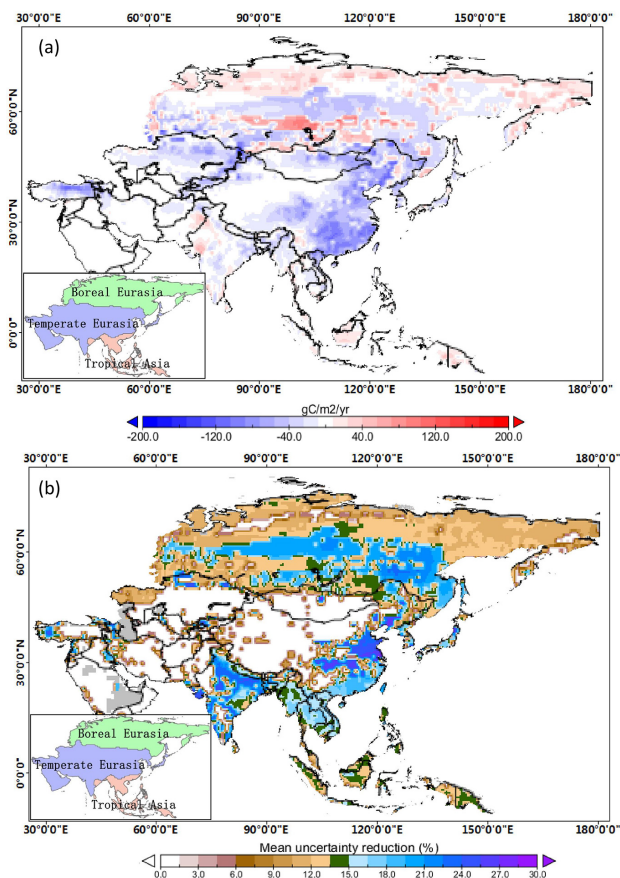 30°0'0"E 60°0'0"E 90°0'0"E 120°0'0"E 150°0'0"E 180°0'0"
(a)
60°0'0"N
30°0'0"N
0°0'0"
Boreal Eurasia
Temperate Eurasia
Tropical Asia
30°0'0"E 60°0'0"E 90°0'0"E 120°0'0"E 150°0'0"E 180°0'0"
gC/m2/yr
-200.0 -120.0 -40.0 40.0 120.0 200.0
30°0'0"E 60°0'0"E 90°0'0"E 120°0'0"E 150°0'0"E 180°0'0"E
(b)
60°0'0"N
30°0'0"N
0°0'0"
Boreal Eurasia
Temperate Eurasia
Tropical Asia
30°0'0"E 60°0'0"E 90°0'0"E 120°0'0"E 150°0'0"E 180°0'0"E
Mean uncertainty reduction (%)
0.0 3.0 6.0 9.0 12.0 15.0 18.0 21.0 24.0 27.0 30.0